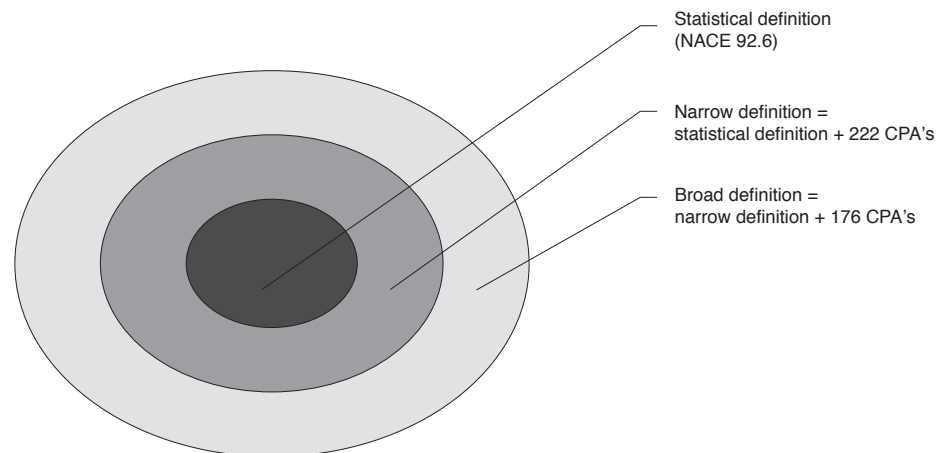 Statistical definition
(NACE 92.6)
Narrow definition =
statistical definition + 222 CPA’s
Broad definition =
narrow definition + 176 CPA’s